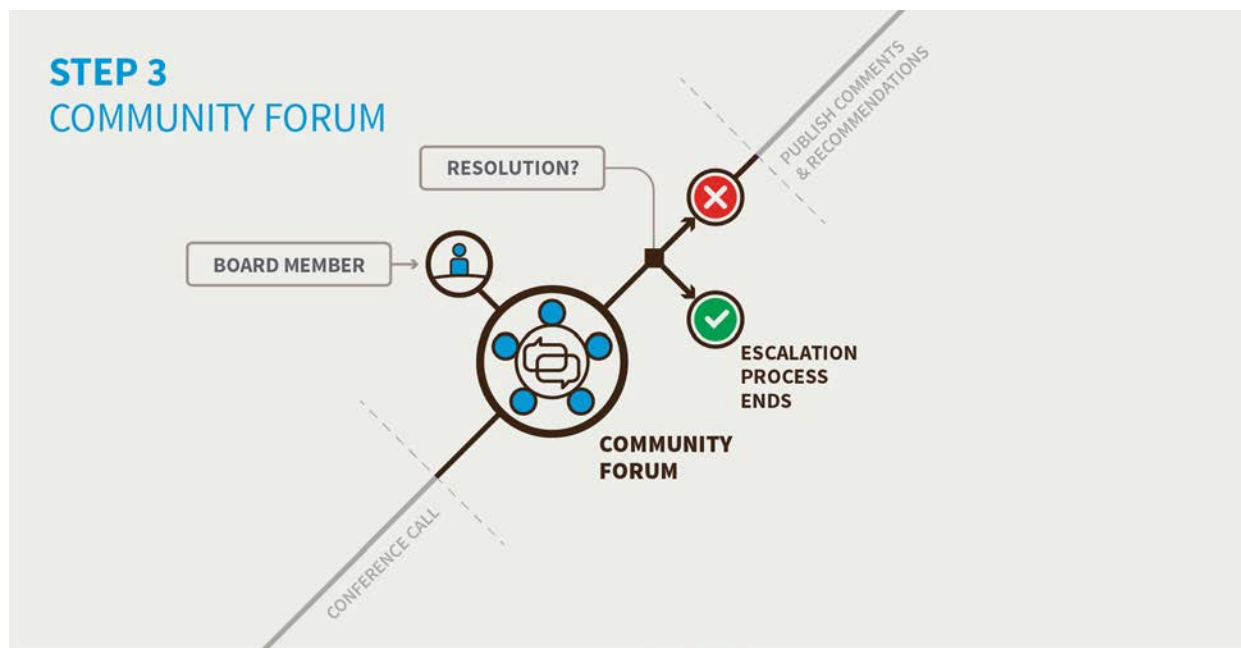 STEP 3
COMMUNITY FORUM
PUBLISH COMMENTS
& RECOMMENDATIONS
RESOLUTION?
BOARD MEMBER
ESCALATION
PROCESS
ENDS
COMMUNITY
FORUM
CONFERENCE CALL